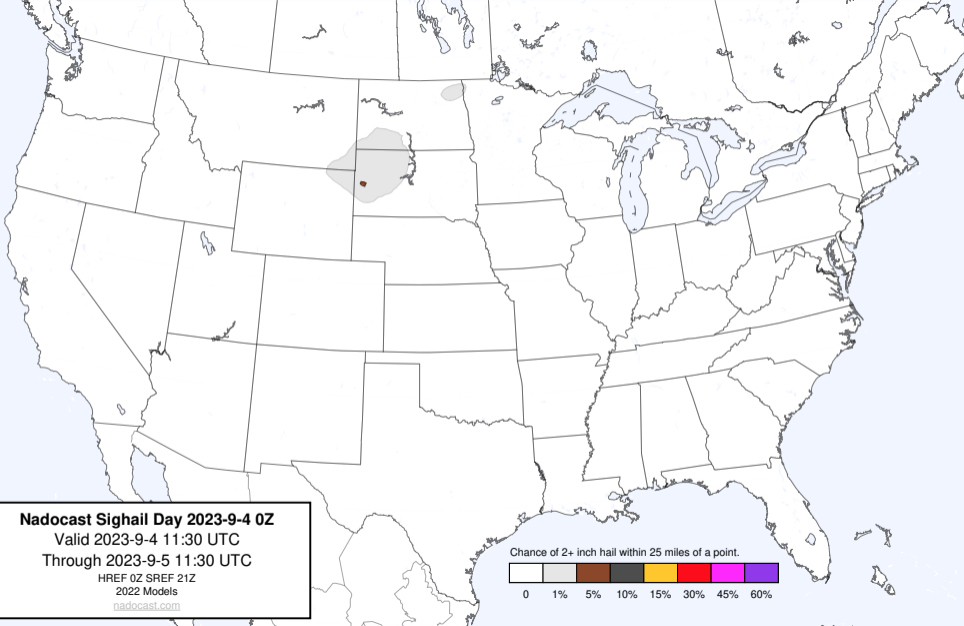 Nadocast Sighail Day 2023-9-4 0Z
Valid 2023-9-4 11:30 UTC
Through 2023-9-5 11:30 UTC
HREF 0Z SREF 21Z
2022 Models
nadocast.com
Chance of 2+ inch hail within 25 miles of a point.
0 1% 5% 10% 15% 30% 45% 60%